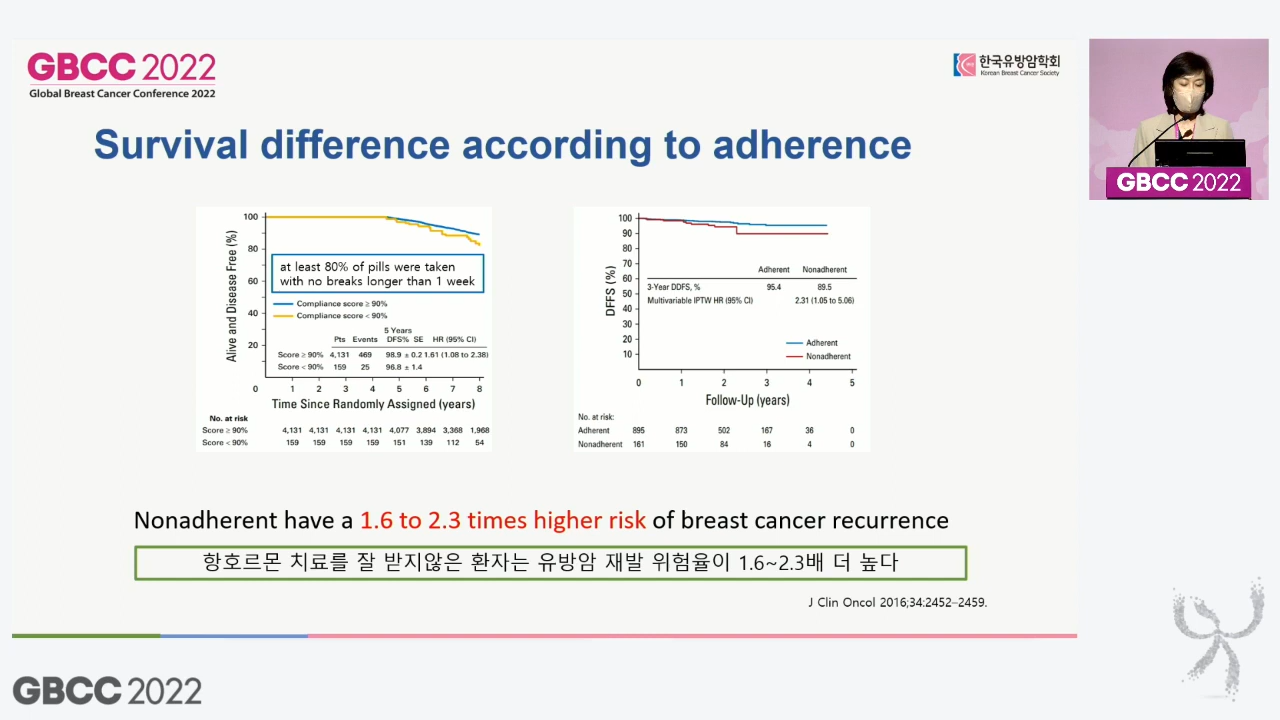 GBCC 2022
Global Breast Cancer Conference 2022
한국유방암학회
Korean Breast Cancer Society
GBCC 2022
Survival difference according to adherence
Alive and Disease Free (%)
100
80
60
40
20
0
at least 80% of pills were taken
with no breaks longer than 1 week
Compliance score ≥ 90%
Compliance score < 90%
5 Years
Pts Events DFS% SE HR (95% CI)
Score ≥ 90% 4,131 469 98.9 ± 0.2 1.61 (1.08 to 2.38)
Score < 90% 159 25 96.8 ± 1.4
1 2 3 4 5 6 7 8
Time Since Randomly Assigned (years)
No. at risk
Score ≥ 90% 4,131 4,131 4,131 4,131 4,077 3,894 3,368 1,968
Score < 90% 159 159 159 159 151 139 112 54
DFFS (%)
100
90
80
70
60
50
40
30
20
10
Adherent Nonadherent
3-Year DDFS, % 95.4 89.5
Multivariable IPTW HR (95% CI) 2.31 (1.05 to 5.06)
Adherent
Nonadherent
0 1 2 3 4 5
Follow-Up (years)
No. at risk:
Adherent 895 873 502 167 36 0
Nonadherent 161 150 84 16 4 0
Nonadherent have a 1.6 to 2.3 times higher risk of breast cancer recurrence
항호르몬 치료를 잘 받지않은 환자는 유방암 재발 위험율이 1.6~2.3배 더 높다
J Clin Oncol 2016;34:2452–2459.
GBCC 2022